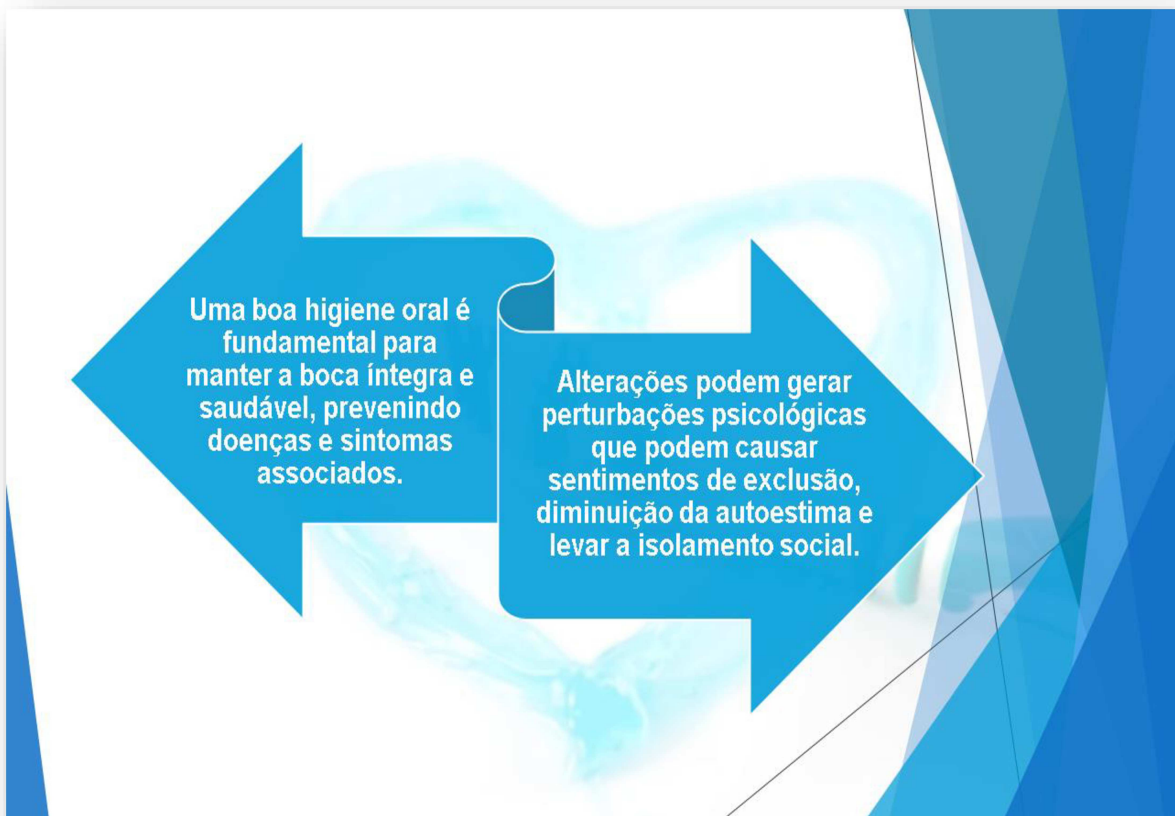 Uma boa higiene oral é
fundamental para
manter a boca íntegra e
saudável, prevenindo
doenças e sintomas
associados.
Alterações podem gerar
perturbações psicológicas
que podem causar
sentimentos de exclusão,
diminuição da autoestima e
levar a isolamento social.